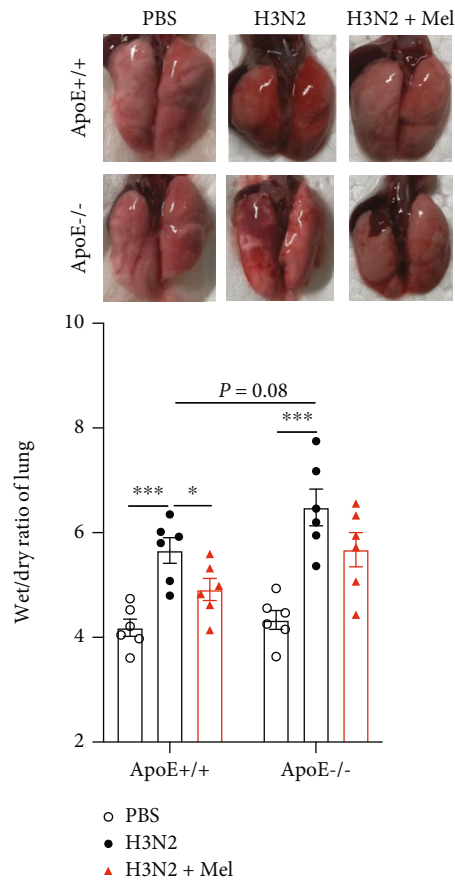 PBS H3N2 H3N2 + Mel
ApoE+/+
ApoE-/-
Wet/dry ratio of lung
10
8
6
4
2
P = 0.08
***
*** *
ApoE+/+ ApoE-/-
PBS
H3N2
H3N2 + Mel